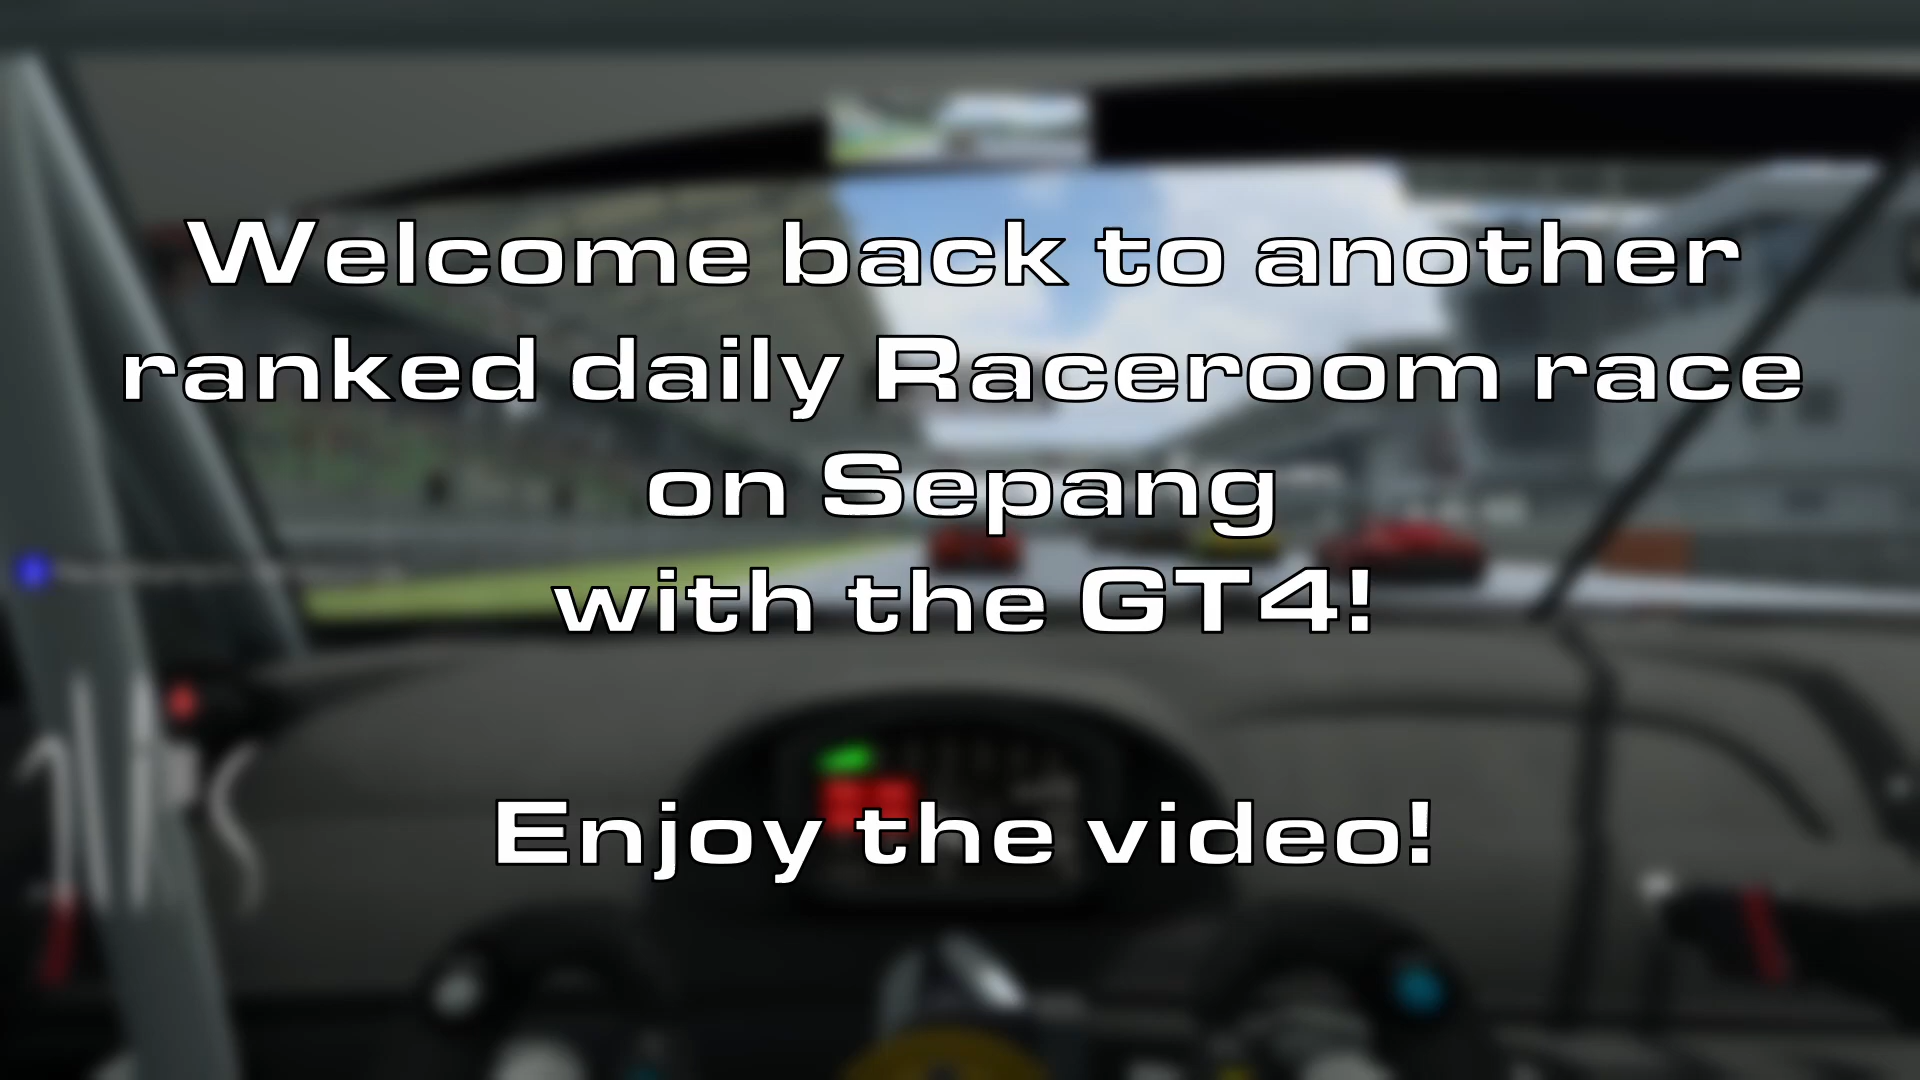 Welcome back to another
ranked daily Raceroom race
on Sepang
with the GT4!
Enjoy the video!